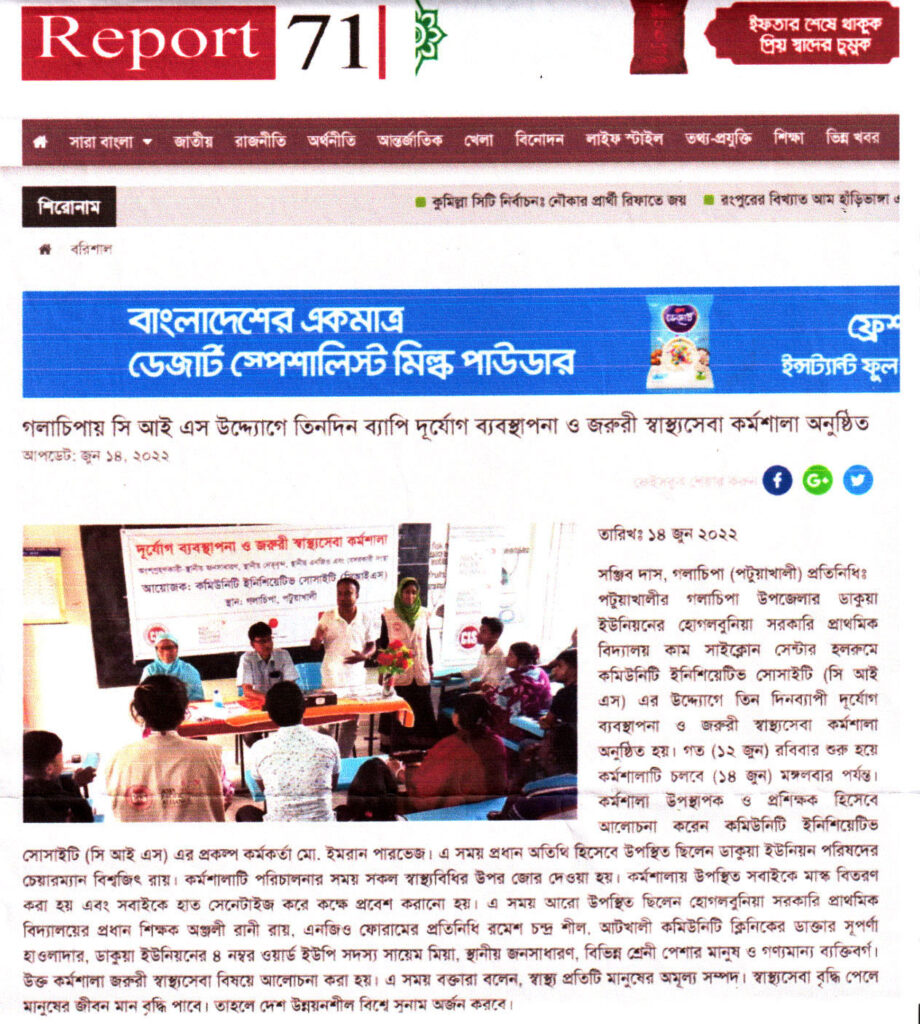 Report 71
ইফতার শেষে থাকুক
প্রিয় স্বাদের চুমুক
সারা বাংলা জাতীয় রাজনীতি অর্থনীতি আন্তর্জাতিক খেলা বিনোদন লাইফ স্টাইল তথ্য-প্রযুক্তি শিক্ষা ভিন্ন খবর
শিরোনাম কুমিল্লা সিটি নির্বাচনঃ নৌকার প্রার্থী রিফাতে জয় রংপুরের বিখ্যাত আম হাঁড়িভাঙ্গা এ
বরিশাল
বাংলাদেশের একমাত্র
ডেজার্ট স্পেশালিস্ট মিল্ক পাউডার
ডেজার্ট
ফ্রেশ
ইন্সট্যান্ট ফুল
গলাচিপায় সি আই এস উদ্দ্যোগে তিনদিন ব্যাপি দূর্যোগ ব্যবস্থাপনা ও জরুরী স্বাস্থ্যসেবা কর্মশালা অনুষ্ঠিত
আপডেট: জুন ১৪, ২০২২
ফেইসবুক শেয়ার করুন f G+
দূর্যোগ ব্যবস্থাপনা ও জরুরী স্বাস্থ্যসেবা কর্মশালা
অংশগ্রহণকারী স্থানীয় জনসাধারণ, স্থানীয় নেতৃবৃন্দ, স্থানীয় এনজিও এবং বেসরকারী সংস্থা
আয়োজক: কমিউনিটি ইনিশিয়েটিভ সোসাইটি (সিআইএস)
স্থান: গলাচিপা, পটুয়াখালী
CIS
CIS
তারিখঃ ১৪ জুন ২০২২
সঞ্জিব দাস, গলাচিপা (পটুয়াখালী) প্রতিনিধিঃ
পটুয়াখালীর গলাচিপা উপজেলার ডাকুয়া
ইউনিয়নের হোগলবুনিয়া সরকারি প্রাথমিক
বিদ্যালয় কাম সাইক্লোন সেন্টার হলরুমে
কমিউনিটি ইনিশিয়েটিভ সোসাইটি (সি আই
এস) এর উদ্দোগে তিন দিনব্যাপী দূর্যোগ
ব্যবস্থাপনা ও জরুরী স্বাস্থ্যসেবা কর্মশালা
অনুষ্ঠিত হয়। গত (১২ জুন) রবিবার শুরু হয়ে
কর্মশালাটি চলবে (১৪ জুন) মঙ্গলবার পর্যন্ত।
কর্মশালা উপস্থাপক ও প্রশিক্ষক হিসেবে
আলোচনা করেন কমিউনিটি ইনিশিয়েটিভ
সোসাইটি (সি আই এস) এর প্রকল্প কর্মকর্তা মো. ইমরান পারভেজ। এ সময় প্রধান অতিথি হিসেবে উপস্থিত ছিলেন ডাকুয়া ইউনিয়ন পরিষদের
চেয়ারম্যান বিশ্বজিৎ রায়। কর্মশালাটি পরিচালনার সময় সকল স্বাস্থ্যবিধির উপর জোর দেওয়া হয়। কর্মশালায় উপস্থিত সবাইকে মাস্ক বিতরণ
করা হয় এবং সবাইকে হাত সেনেটাইজ করে কক্ষে প্রবেশ করানো হয়। এ সময় আরো উপস্থিত ছিলেন হোগলবুনিয়া সরকারি প্রাথমিক
বিদ্যালয়ের প্রধান শিক্ষক অঞ্জলী রানী রায়, এনজিও ফোরামের প্রতিনিধি রমেশ চন্দ্র শীল, আটখালী কমিউনিটি ক্লিনিকের ডাক্তার সূপর্ণা
হাওলাদার, ডাকুয়া ইউনিয়নের ৪ নম্বর ওয়ার্ড ইউপি সদস্য সায়েম মিয়া, স্থানীয় জনসাধারণ, বিভিন্ন শ্রেনী পেশার মানুষ ও গণ্যমান্য ব্যক্তিবর্গ।
উক্ত কর্মশালা জরুরী স্বাস্থ্যসেবা বিষয়ে আলোচনা করা হয়। এ সময় বক্তারা বলেন, স্বাস্থ্য প্রতিটি মানুষের অমূল্য সম্পদ। স্বাস্থ্যসেবা বৃদ্ধি পেলে
মানুষের জীবন মান বৃদ্ধি পাবে। তাহলে দেশ উন্নয়নশীল বিশ্বে সুনাম অর্জন করবে।